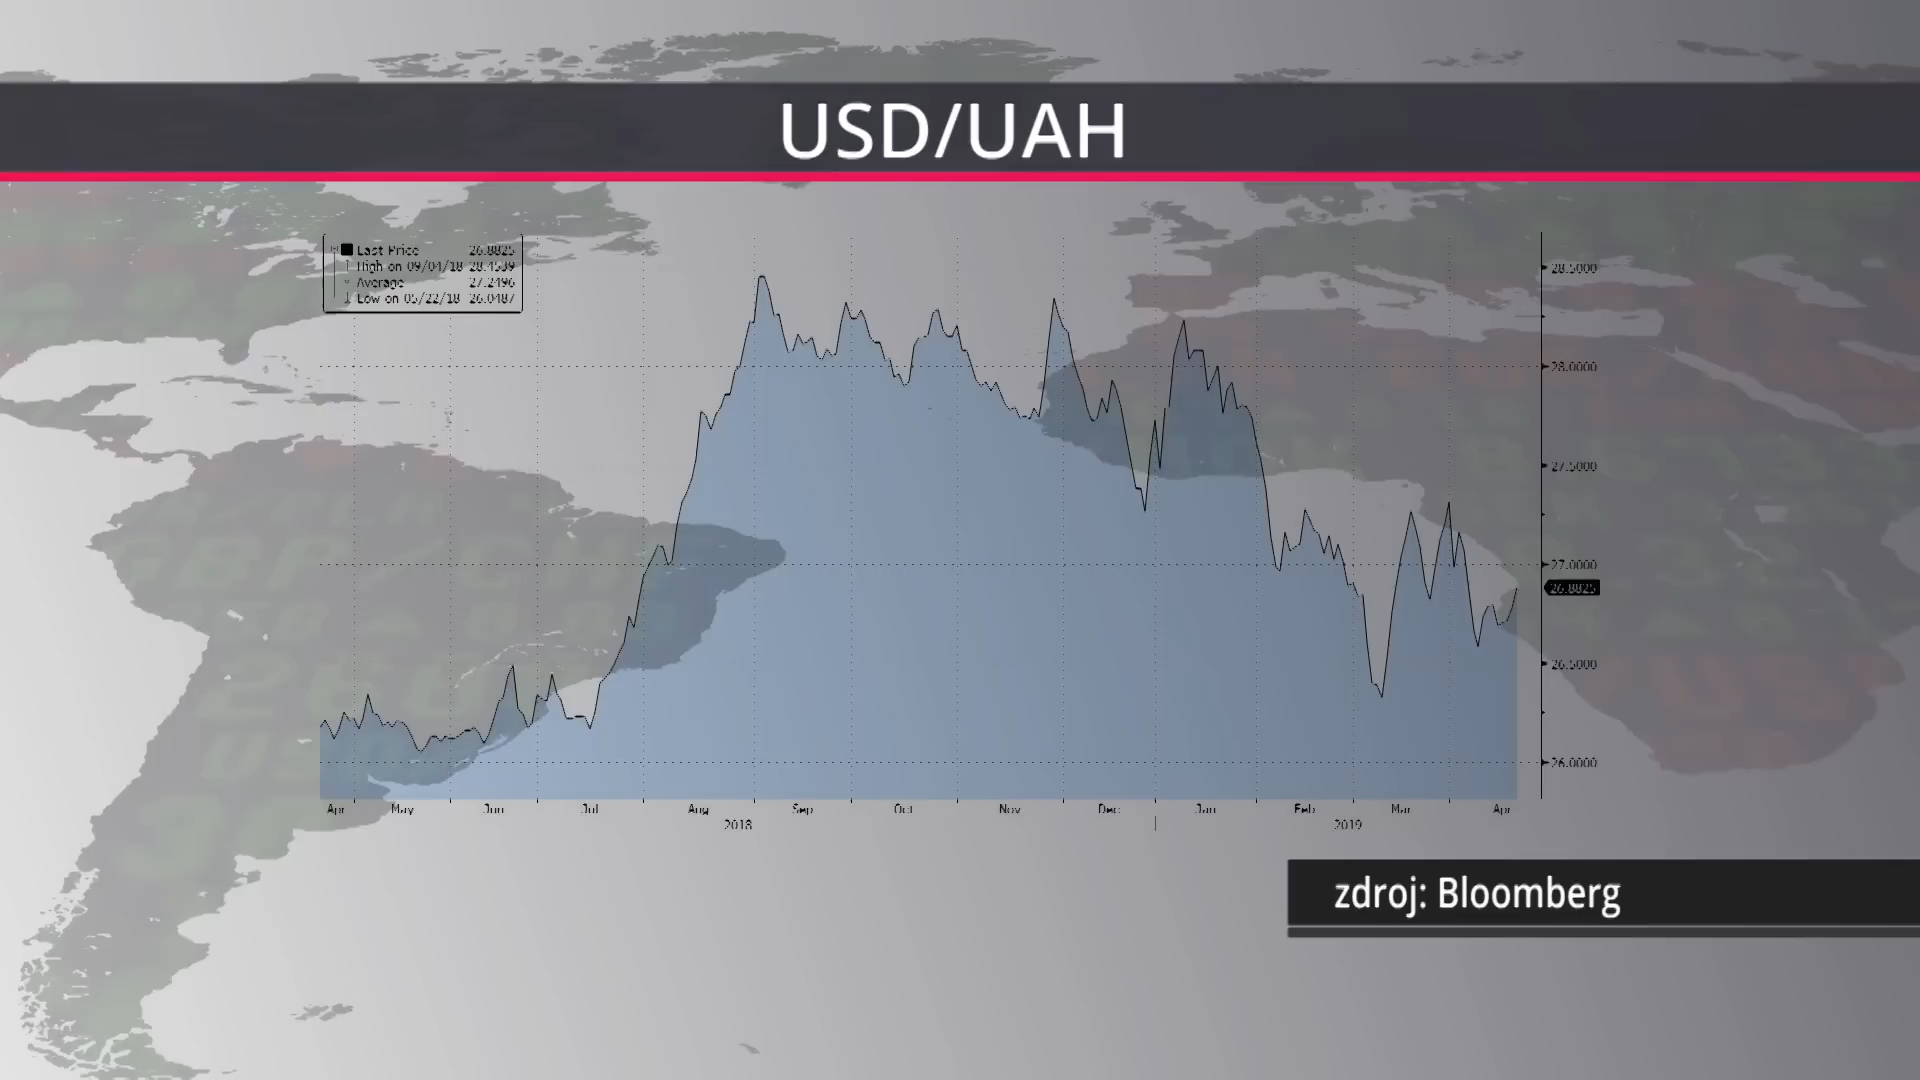 USD/UAH
Last Price 26.8825
High on 09/04/18 28.4539
Average 27.2496
Low on 05/22/18 26.0487
28.5000
28.0000
27.5000
27.0000
26.8825
26.5000
26.0000
Apr May Jun Jul Aug Sep Oct Nov Dec Jan Feb Mar Apr
2018 2019
zdroj: Bloomberg